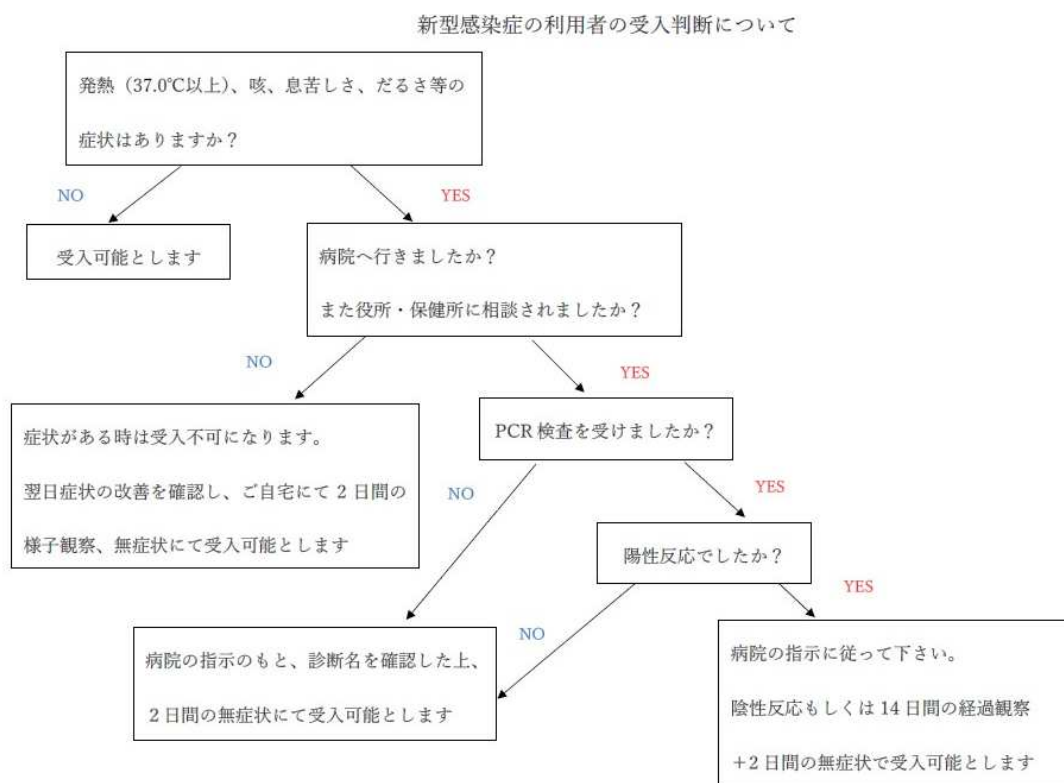 新型感染症の利用者の受入判断について
発熱（37.0℃以上）、咳、息苦しさ、だるさ等の
症状はありますか？
NO
YES
受入可能とします
病院へ行きましたか？
また役所・保健所に相談されましたか？
NO
YES
症状がある時は受入不可になります。
翌日症状の改善を確認し、ご自宅にて 2 日間の
様子観察、無症状にて受入可能とします
PCR 検査を受けましたか？
NO
YES
陽性反応でしたか？
NO
YES
病院の指示のもと、診断名を確認した上、
2 日間の無症状にて受入可能とします
病院の指示に従って下さい。
陰性反応もしくは 14 日間の経過観察
＋2 日間の無症状で受入可能とします